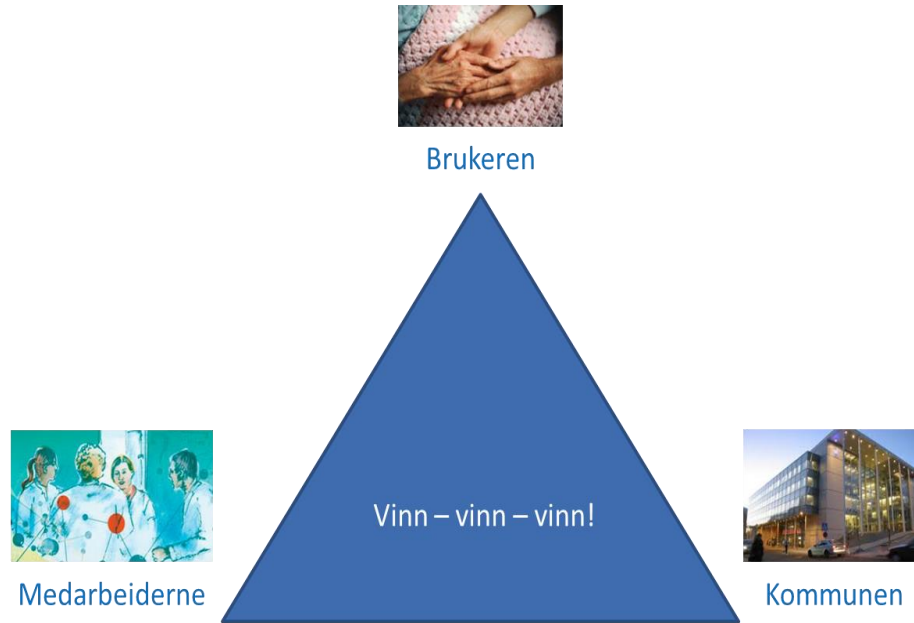 Brukeren
Vinn – vinn – vinn!
Medarbeiderne
Kommunen